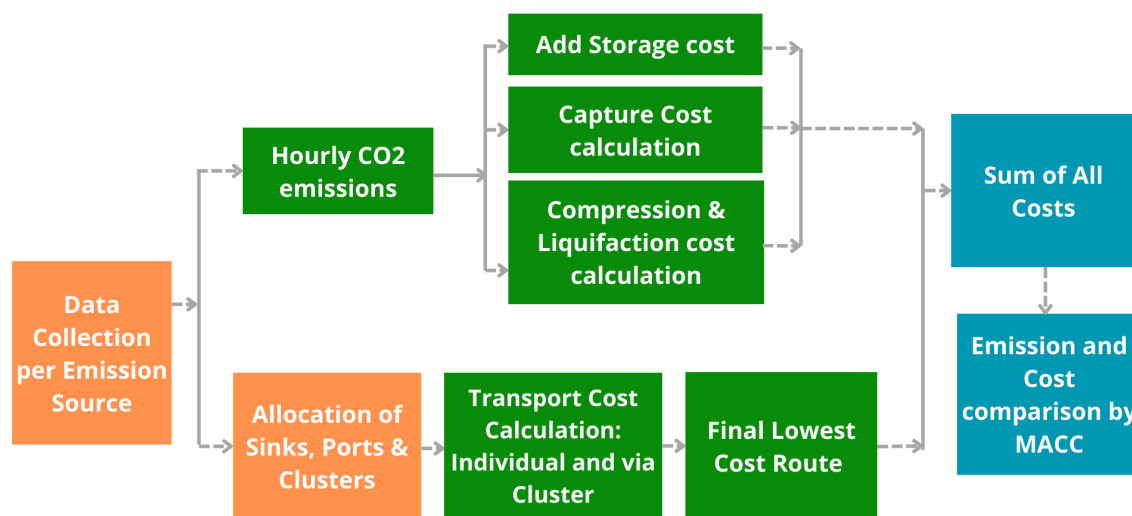 Add Storage cost
Capture Cost
calculation
Hourly CO2
emissions
Compression &
Liquifaction cost
calculation
Sum of All
Costs
Data
Collection
per Emission
Source
Allocation of
Sinks, Ports &
Clusters
Transport Cost
Calculation:
Individual and via
Cluster
Final Lowest
Cost Route
Emission and
Cost
comparison by
MACC